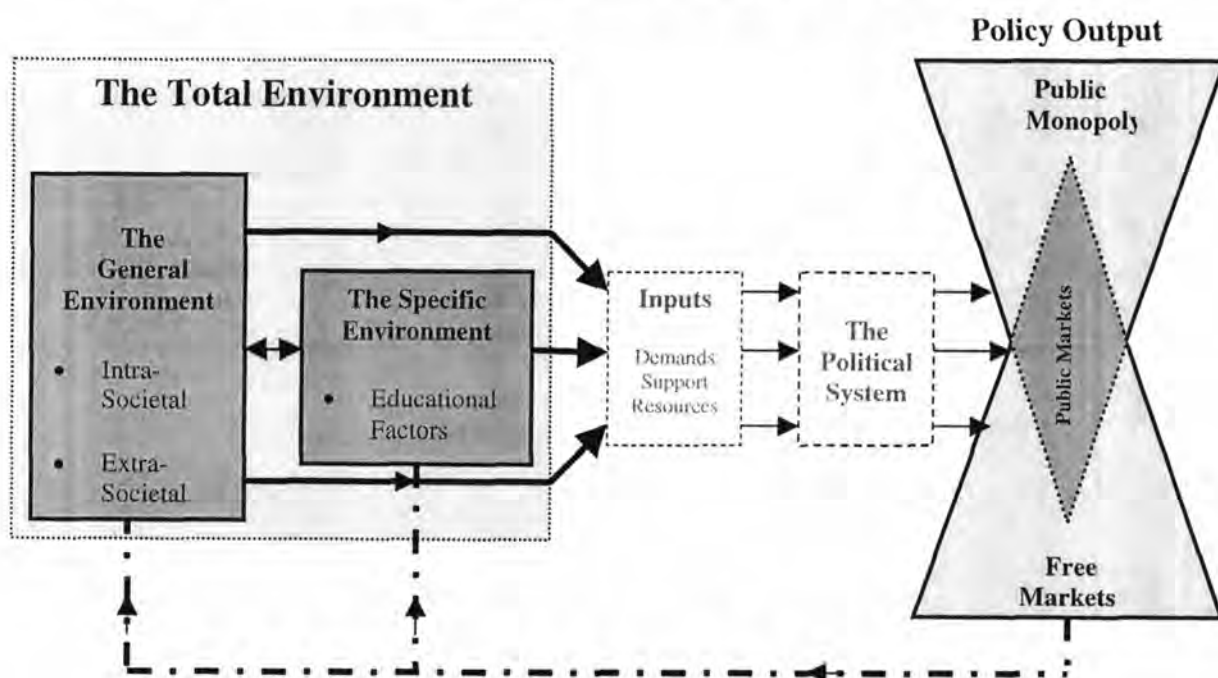 Policy Output
The Total Environment
Public
Monopoly
The
General
Environment
• Intra-
Societal
• Extra-
Societal
The Specific
Environment
• Educational
Factors
Inputs
Demands
Support
Resources
The
Political
System
Public Markets
Free
Markets